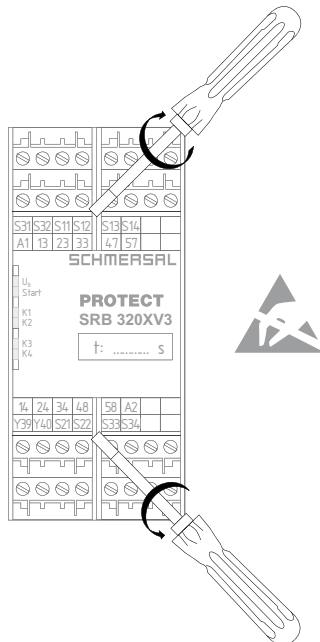 S31 S32 S11 S12 S13 S14
A1 13 23 33 47 57
SCHMERSAL
UB
Start
PROTECT
K1
K2
SRB 320XV3
K3
K4
t: ........... s
14 24 34 48 58 A2
Y39 Y40 S21 S22 S33 S34